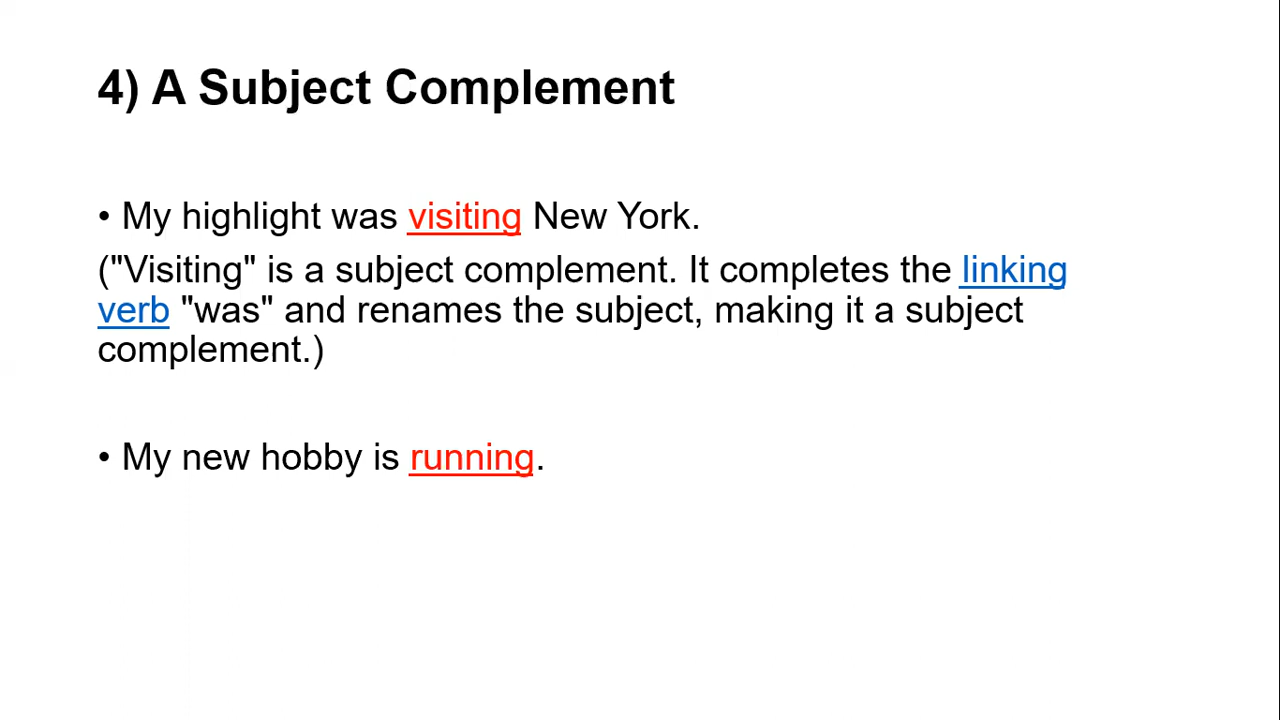 4) A Subject Complement
• My highlight was visiting New York.
("Visiting" is a subject complement. It completes the linking
verb "was" and renames the subject, making it a subject
complement.)
• My new hobby is running.